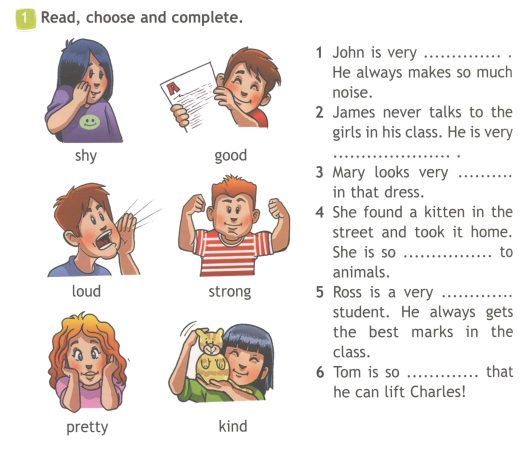 1 Read, choose and complete.
shy good
loud strong
pretty kind
1 John is very .............. .
He always makes so much
noise.
2 James never talks to the
girls in his class. He is very
..................... .
3 Mary looks very ..........
in that dress.
4 She found a kitten in the
street and took it home.
She is so ................ to
animals.
5 Ross is a very .............
student. He always gets
the best marks in the
class.
6 Tom is so ............. that
he can lift Charles!